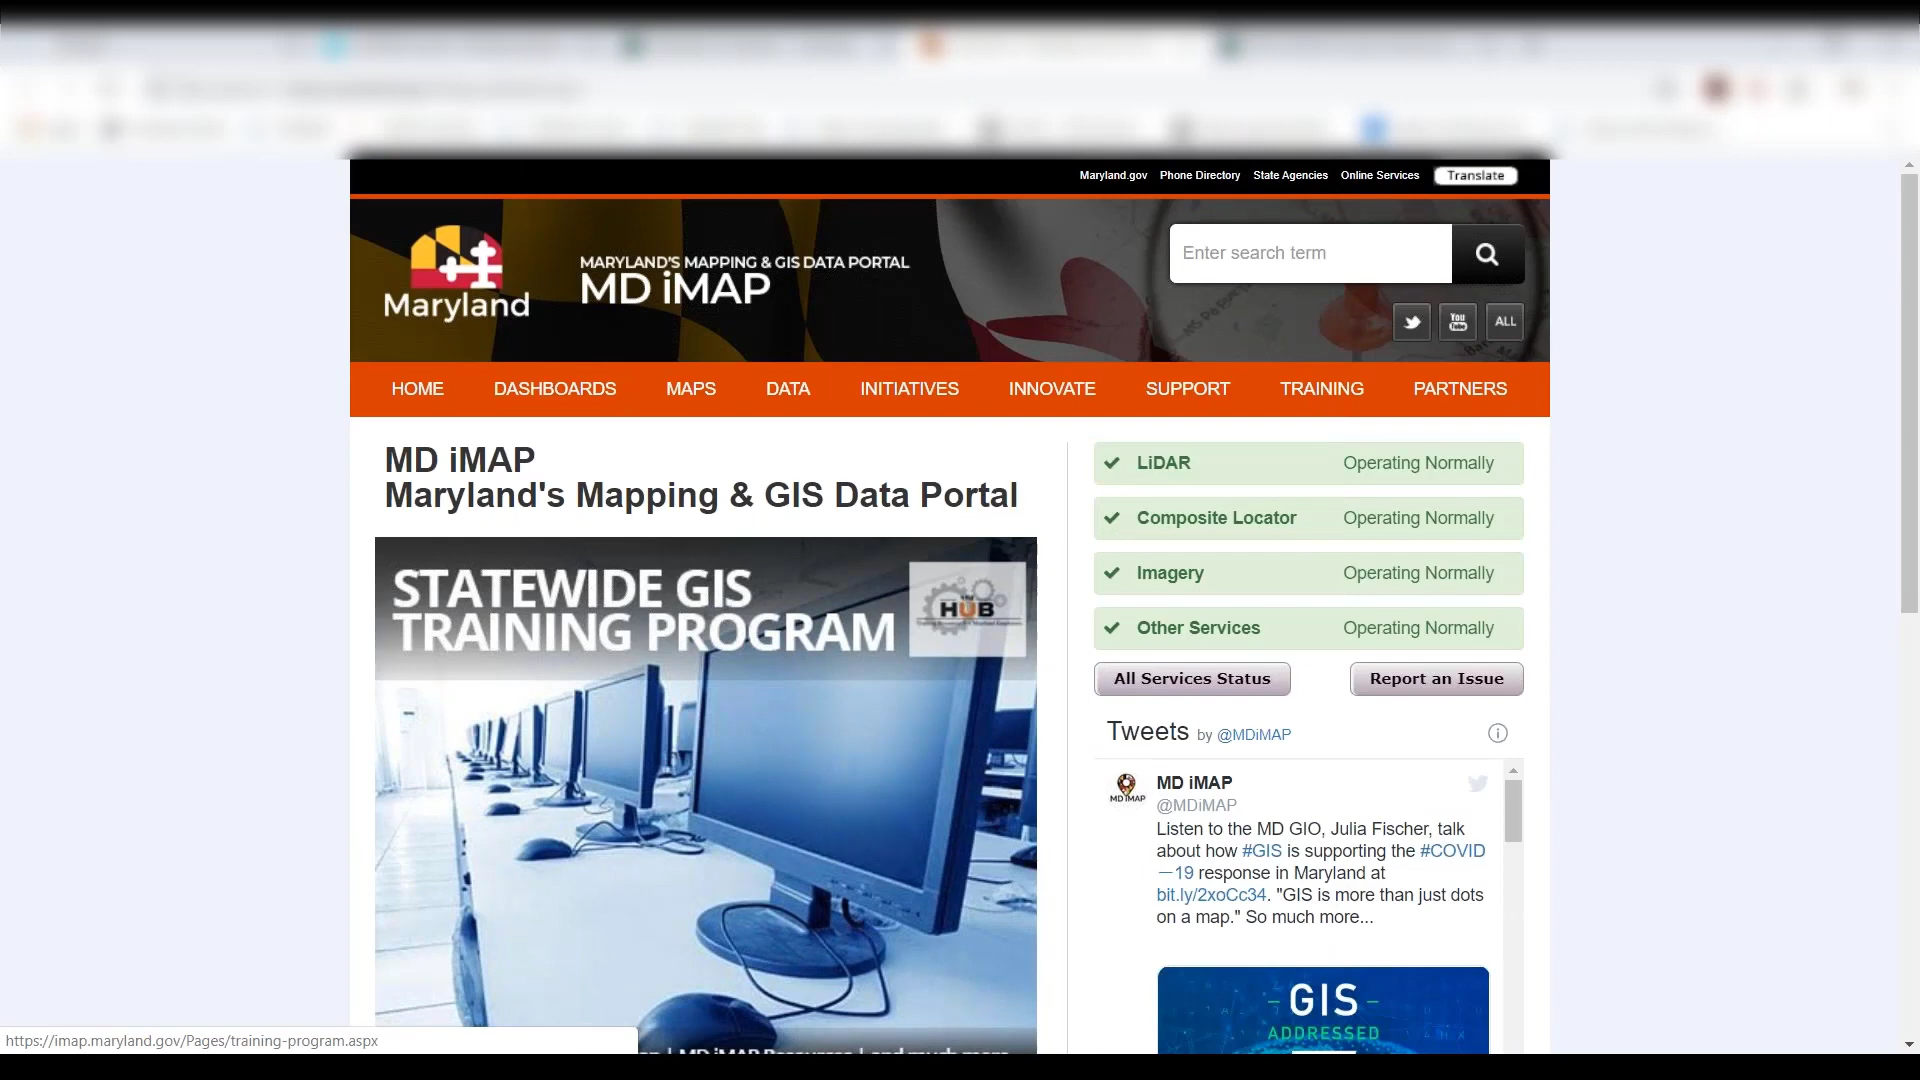 Maryland.gov Phone Directory State Agencies Online Services Translate
Maryland
MARYLAND'S MAPPING & GIS DATA PORTAL
MD iMAP
Enter search term
You
Tube
ALL
HOME DASHBOARDS MAPS DATA INITIATIVES INNOVATE SUPPORT TRAINING PARTNERS
MD iMAP
Maryland's Mapping & GIS Data Portal
STATEWIDE GIS
TRAINING PROGRAM
HUB
LiDAR Operating Normally
Composite Locator Operating Normally
Imagery Operating Normally
Other Services Operating Normally
All Services Status Report an Issue
Tweets by @MDiMAP
MD iMAP
MD iMAP
@MDiMAP
Listen to the MD GIO, Julia Fischer, talk
about how #GIS is supporting the #COVID
—19 response in Maryland at
bit.ly/2xoCc34. "GIS is more than just dots
on a map." So much more...
- GIS -
ADDRESSED
https://imap.maryland.gov/Pages/training-program.aspx